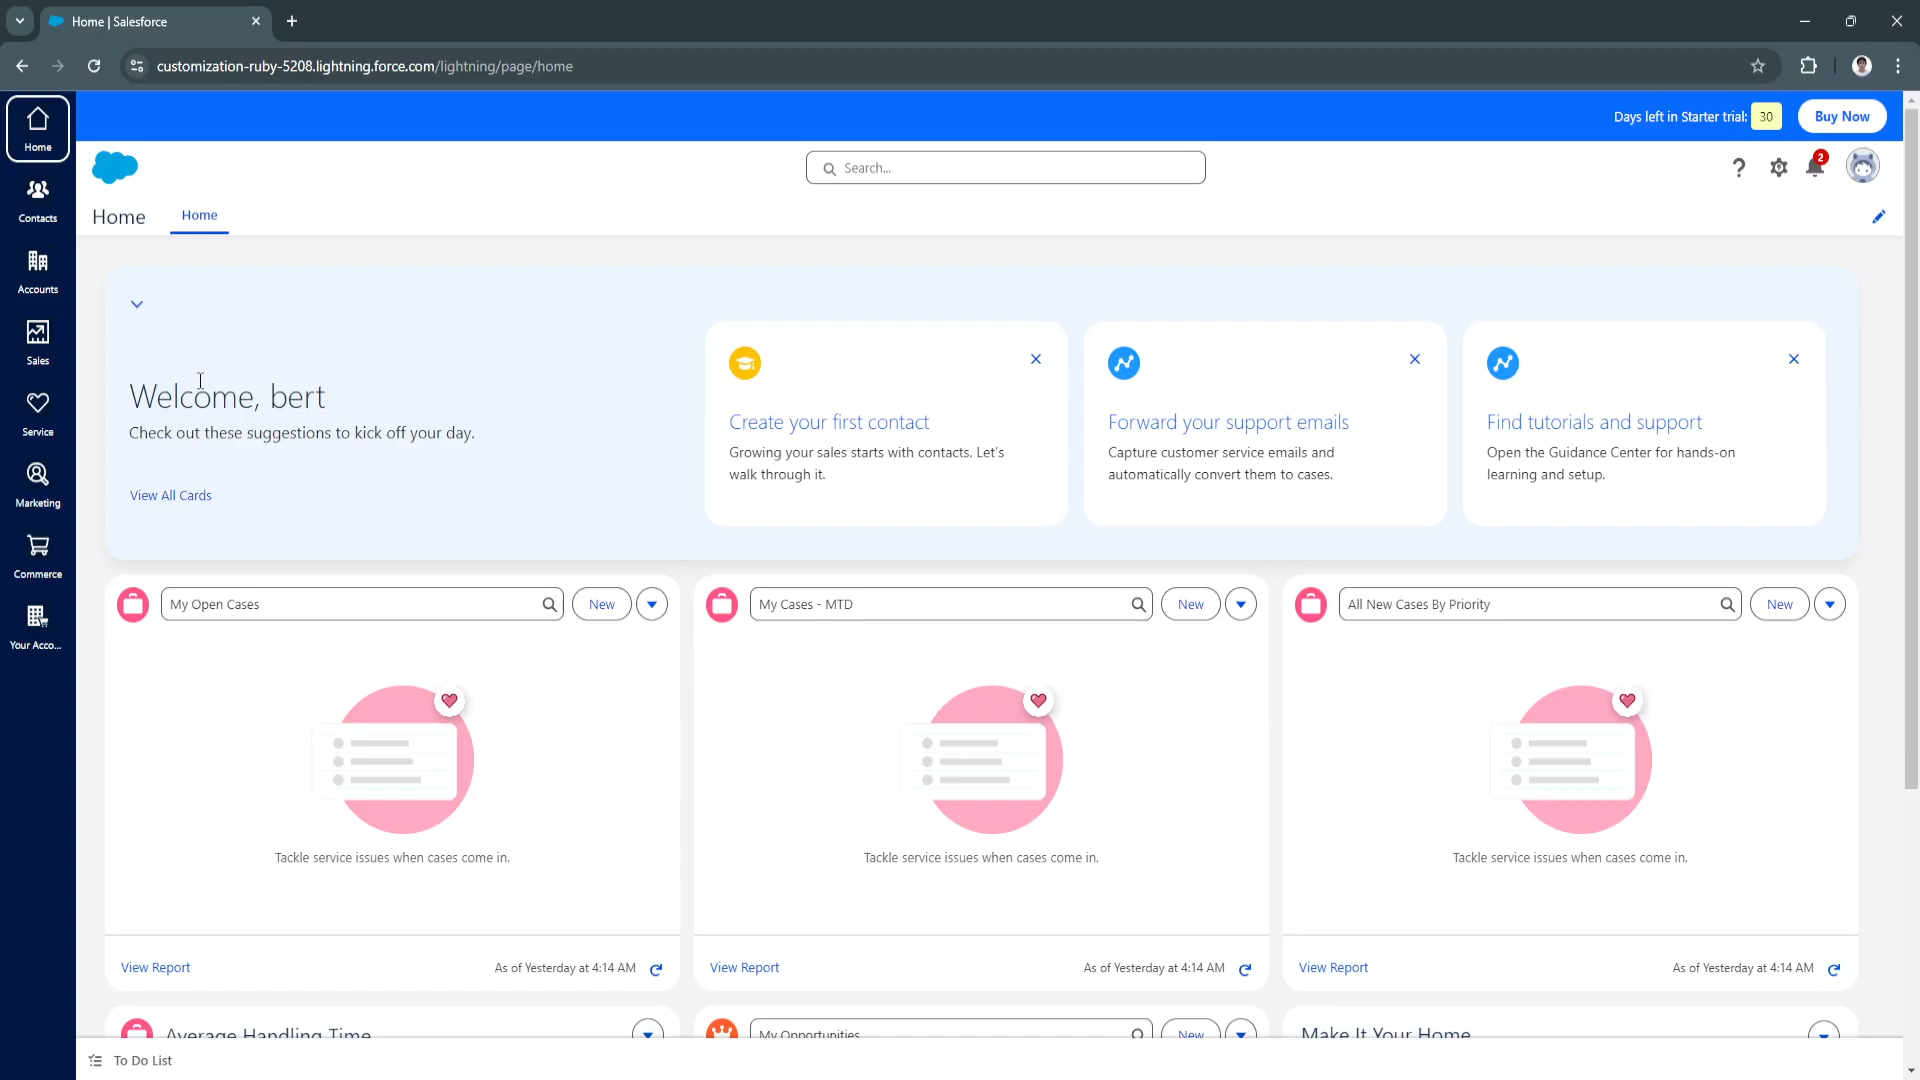 Home | Salesforce
customization-ruby-5208.lightning.force.com/lightning/page/home
Days left in Starter trial: 30
Buy Now
Home
Contacts
Accounts
Sales
Service
Marketing
Commerce
Your Acco...
Search...
2
Home
Home
Welcome, bert
Check out these suggestions to kick off your day.
View All Cards
Create your first contact
Growing your sales starts with contacts. Let's
walk through it.
Forward your support emails
Capture customer service emails and
automatically convert them to cases.
Find tutorials and support
Open the Guidance Center for hands-on
learning and setup.
My Open Cases
New
Tackle service issues when cases come in.
View Report
As of Yesterday at 4:14 AM
My Cases - MTD
New
Tackle service issues when cases come in.
View Report
As of Yesterday at 4:14 AM
All New Cases By Priority
New
Tackle service issues when cases come in.
View Report
As of Yesterday at 4:14 AM
Average Handling Time
My Opportunities
New
Make It Your Home
To Do List